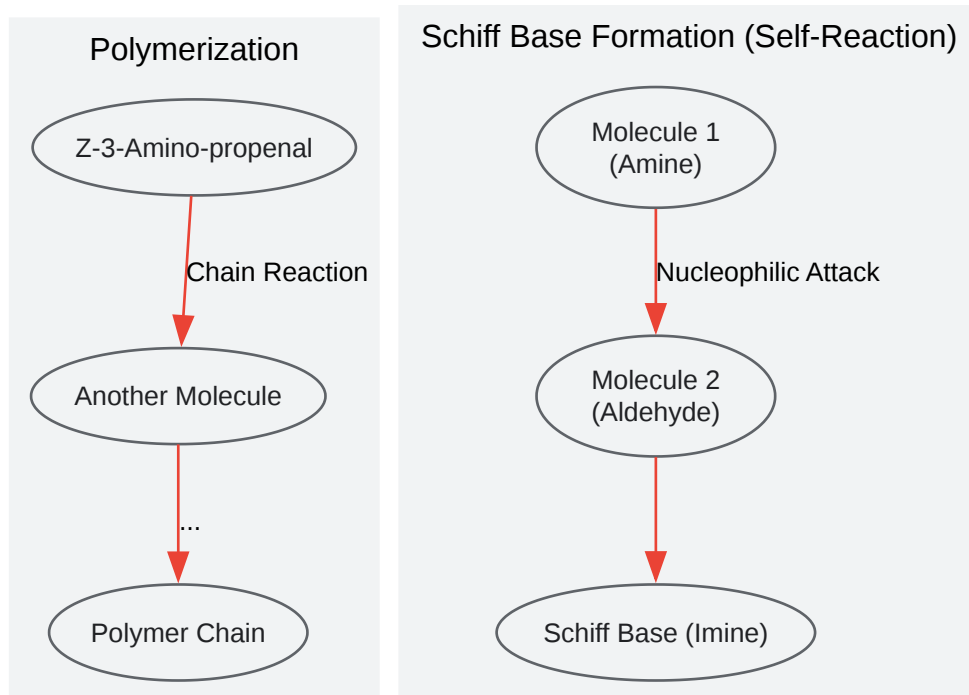 Polymerization
Z-3-Amino-propenal
Chain Reaction
Another Molecule
...
Polymer Chain
Schiff Base Formation (Self-Reaction)
Molecule 1
(Amine)
Nucleophilic Attack
Molecule 2
(Aldehyde)
Schiff Base (Imine)